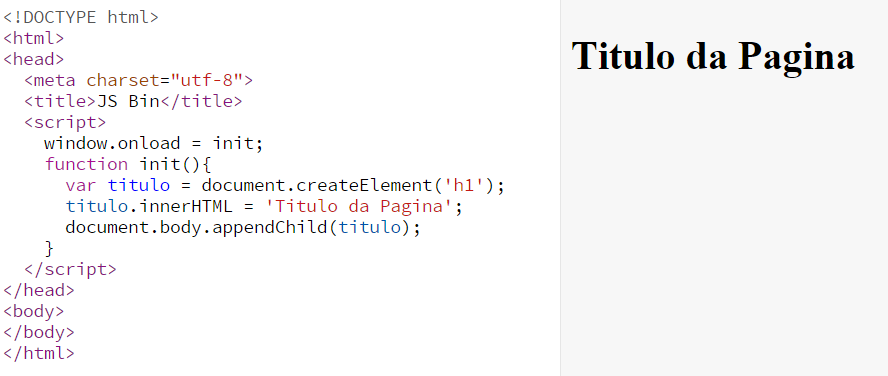 <!DOCTYPE html>
<html>
<head>
  <meta charset="utf-8">
  <title>JS Bin</title>
  <script>
    window.onload = init;
    function init(){
      var titulo = document.createElement('h1');
      titulo.innerHTML = 'Titulo da Pagina';
      document.body.appendChild(titulo);
    }
  </script>
</head>
<body>
</body>
</html>
Titulo da Pagina